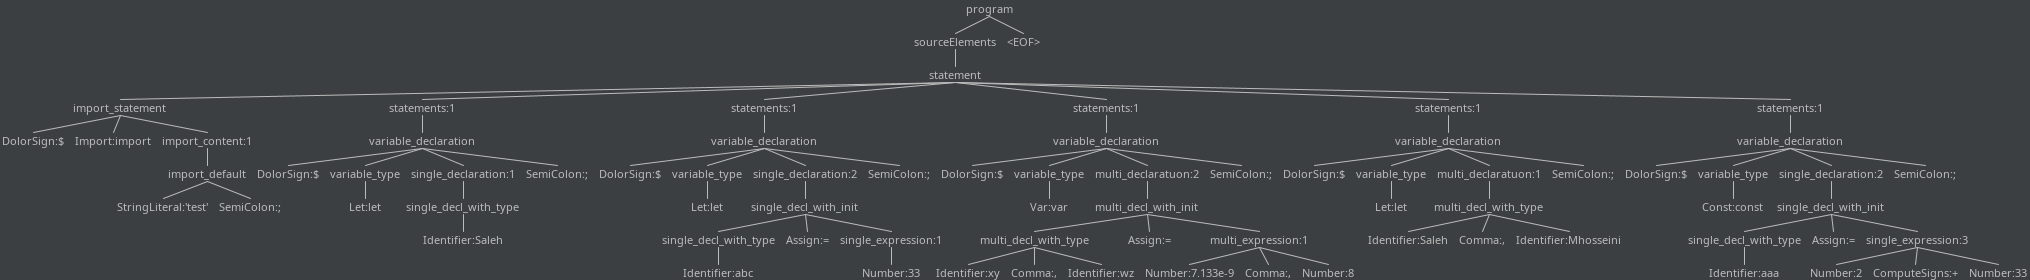 program
sourceElements <EOF>
statement
import_statement statements:1 statements:1 statements:1 statements:1 statements:1
DolorSign:$ Import:import import_content:1 variable_declaration variable_declaration variable_declaration variable_declaration variable_declaration
import_default DolorSign:$ variable_type single_declaration:1 SemiColon:; DolorSign:$ variable_type single_declaration:2 SemiColon:; DolorSign:$ variable_type multi_declaratuon:2 SemiColon:; DolorSign:$ variable_type multi_declaratuon:1 SemiColon:; DolorSign:$ variable_type single_declaration:2 SemiColon:;
StringLiteral:'test' SemiColon:; Let:let single_decl_with_type Let:let single_decl_with_init Var:var multi_decl_with_init Let:let multi_decl_with_type Const:const single_decl_with_init
Identifier:Saleh single_decl_with_type Assign:= single_expression:1 multi_decl_with_type Assign:= multi_expression:1 Identifier:Saleh Comma:, Identifier:Mhosseini single_decl_with_type Assign:= single_expression:3
Identifier:abc Number:33 Identifier:xy Comma:, Identifier:wz Number:7.133e-9 Comma:, Number:8 Identifier:aaa Number:2 ComputeSigns:+ Number:33